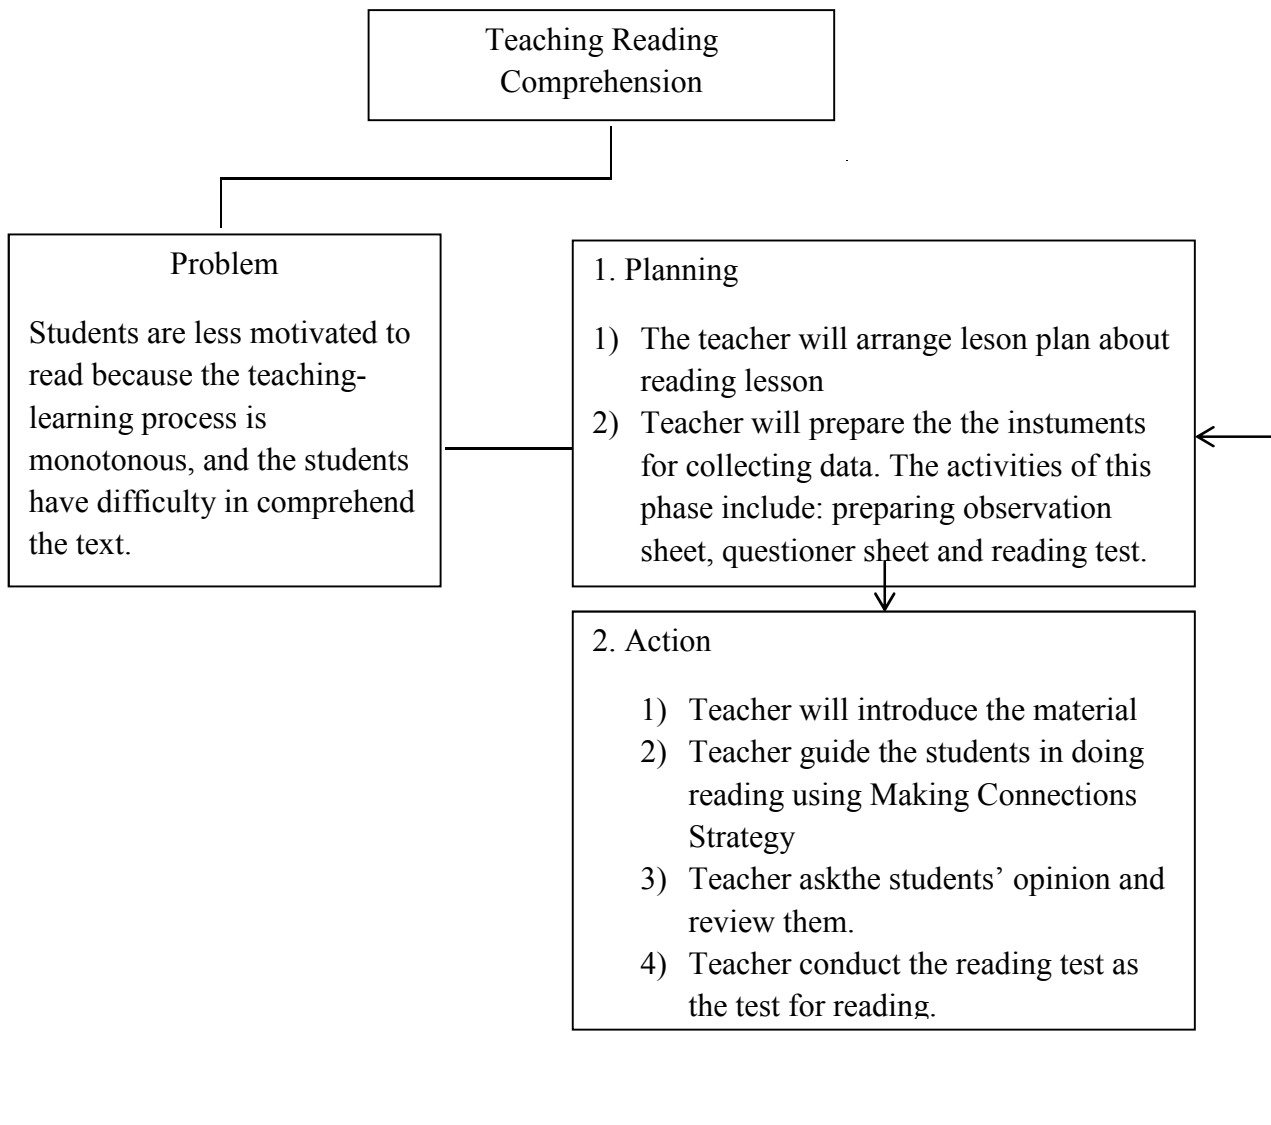 Teaching Reading
Comprehension
Problem
Students are less motivated to
read because the teaching-
learning process is
monotonous, and the students
have difficulty in comprehend
the text.
1. Planning
1) The teacher will arrange leson plan about
reading lesson
2) Teacher will prepare the the instuments
for collecting data. The activities of this
phase include: preparing observation
sheet, questioner sheet and reading test.
2. Action
1) Teacher will introduce the material
2) Teacher guide the students in doing
reading using Making Connections
Strategy
3) Teacher askthe students’ opinion and
review them.
4) Teacher conduct the reading test as
the test for reading.